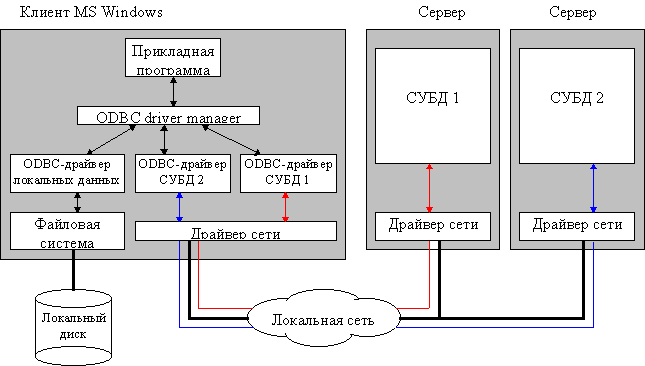 Клиент MS Windows
Сервер
Сервер
Прикладная
программа
СУБД 1
СУБД 2
ODBC driver manager
ODBC-драйвер
локальных данных
ODBC-драйвер
СУБД 2
ODBC-драйвер
СУБД 1
Файловая
система
Драйвер сети
Драйвер сети
Драйвер сети
Локальный
диск
Локальная сеть